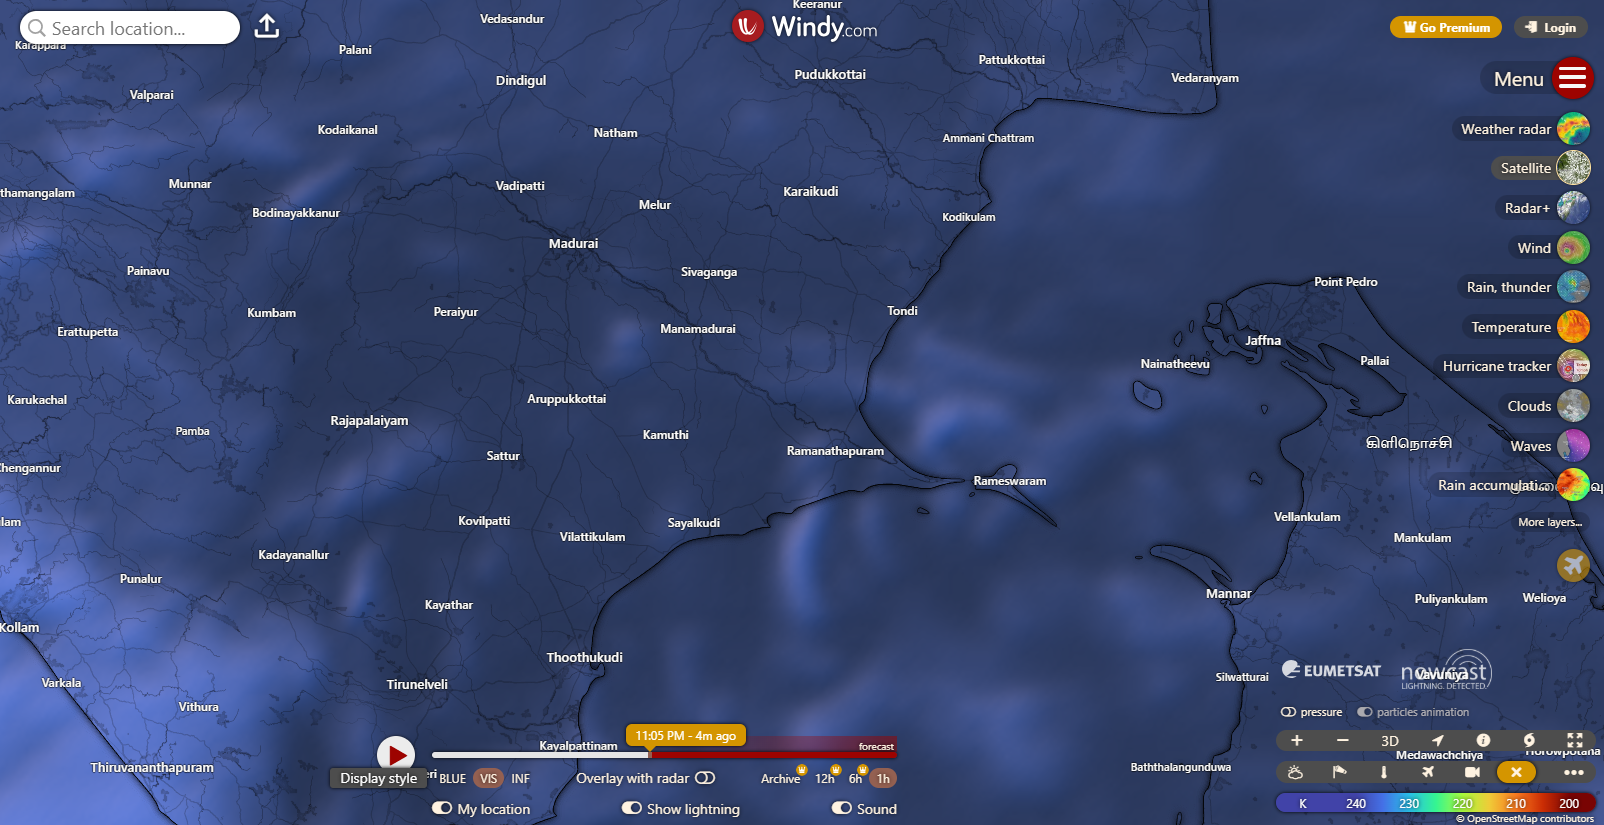 Search location...
Windy.com
Go Premium
Login
Menu
Weather radar
Satellite
Radar+
Wind
Rain, thunder
Temperature
Hurricane tracker
Clouds
Waves
Rain accumulati...
More layers...
Keeranur
Vedasandur
Karappara
Palani
Pattukkottai
Dindigul
Pudukkottai
Vedaranyam
Valparai
Kodaikanal
Natham
Ammani Chattram
Munnar
Vadipatti
Karaikudi
thamangalam
Bodinayakkanur
Melur
Kodikulam
Madurai
Painavu
Sivaganga
Point Pedro
Kumbam
Peraiyur
Tondi
Erattupetta
Manamadurai
Jaffna
Nainatheevu
Pallai
Karukachal
Aruppukkottai
Rajapalaiyam
Pamba
Kamuthi
கிளிநொச்சி
Sattur
Ramanathapuram
Chengannur
Rameswaram
lam
Kovilpatti
Sayalkudi
Vellankulam
Vilattikulam
Mankulam
Kadayanallur
Punalur
Kayathar
Mannar
Puliyankulam
Welioya
Kollam
Thoothukudi
Varkala
Tirunelveli
Silwatturai
Vavuniya
Vithura
Kayalpattinam
Thiruvananthapuram
Baththalangunduwa
Medawachchiya
Horowpotana
EUMETSAT
nowcast
LIGHTNING. DETECTED.
pressure
particles animation
11:05 PM - 4m ago
forecast
Display style
eri
BLUE VIS INF
Overlay with radar
Archive 12h 6h 1h
My location
Show lightning
Sound
3D
K 240 230 220 210 200
© OpenStreetMap contributors